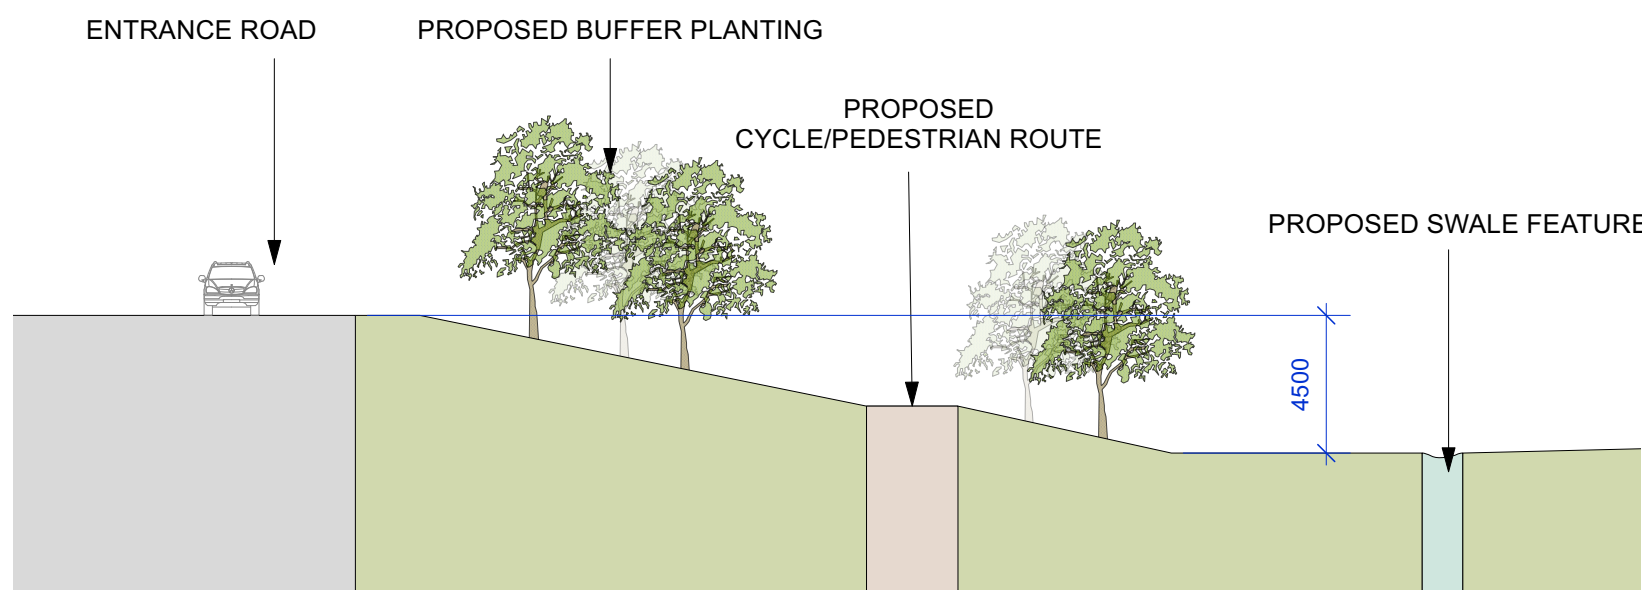 ENTRANCE ROAD
PROPOSED BUFFER PLANTING
PROPOSED
CYCLE/PEDESTRIAN ROUTE
PROPOSED SWALE FEATURE
4500